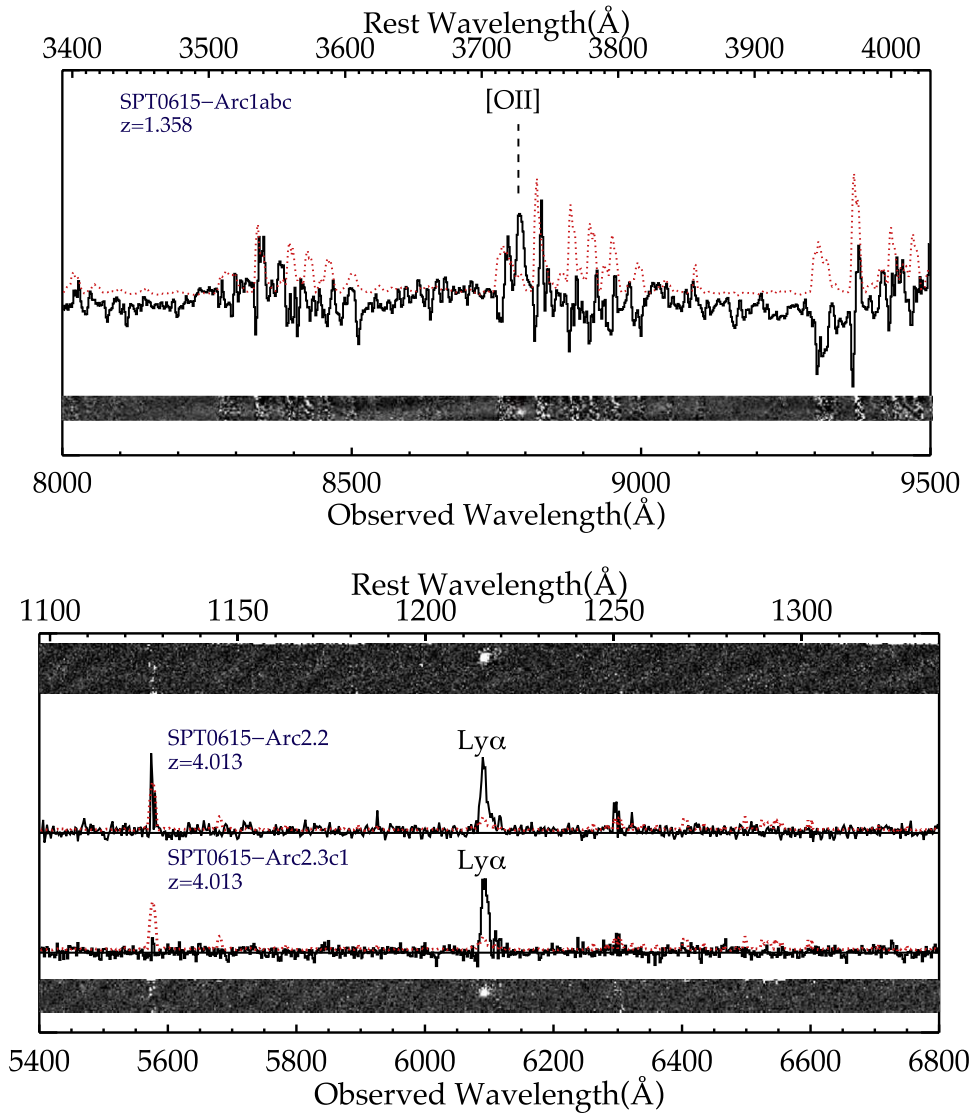 Rest Wavelength(Å)
3400 3500 3600 3700 3800 3900 4000
SPT0615−Arc1abc
z=1.358
[OII]
8000 8500 9000 9500
Observed Wavelength(Å)
Rest Wavelength(Å)
1100 1150 1200 1250 1300
SPT0615−Arc2.2
z=4.013
Lyα
SPT0615−Arc2.3c1
z=4.013
Lyα
5400 5600 5800 6000 6200 6400 6600 6800
Observed Wavelength(Å)